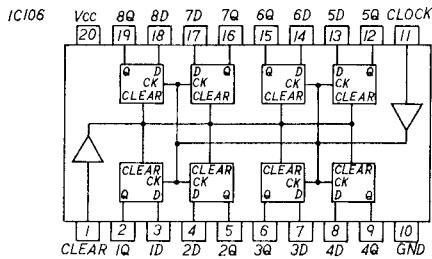 IC106 Vcc 8Q 8D 7D 7Q 6Q 6D 5D 5Q CLOCK
20 19 18 17 16 15 14 13 12 11
Q D D Q Q D D Q
CK CK CK CK
CLEAR CLEAR CLEAR CLEAR
CLEAR CLEAR CLEAR CLEAR
CK CK CK CK
Q D D Q Q D D Q
1 2 3 4 5 6 7 8 9 10
CLEAR 1Q 1D 2D 2Q 3Q 3D 4D 4Q GND